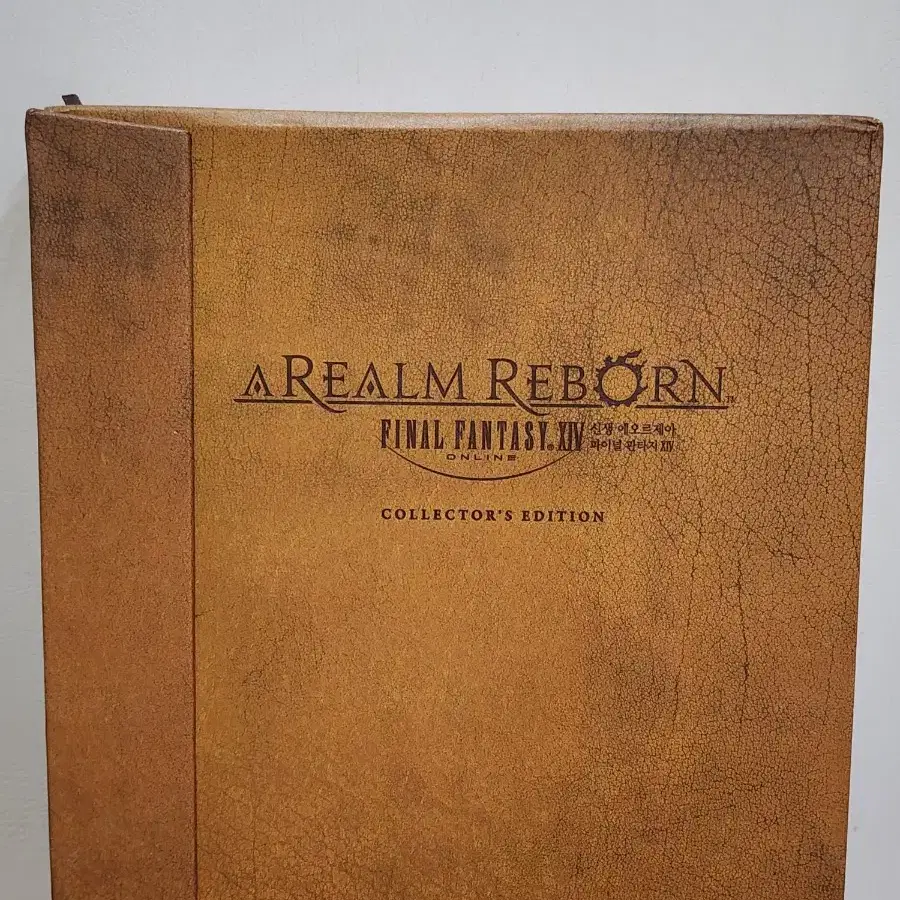 A REALM REBORN™
FINAL FANTASY® XIV 신생 에오르제아
ONLINE 파이널 판타지 XIV
COLLECTOR'S EDITION